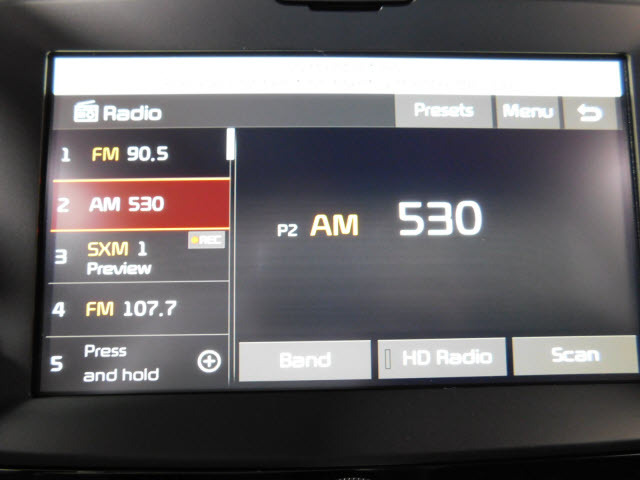 Radio
Presets
Menu
1 FM 90.5
2 AM 530
3 SXM 1
REC
Preview
4 FM 107.7
5 Press
and hold
P2 AM 530
Band
HD Radio
Scan